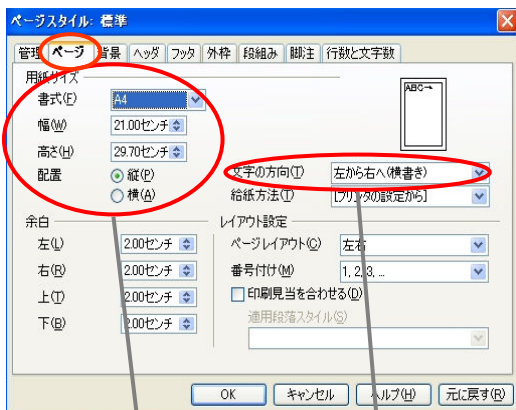 ページスタイル: 標準
管理 ページ 背景 ヘッダ フッタ 外枠 段組み 脚注 行数と文字数
用紙サイズ
書式(F) A4
幅(W) 21.00センチ
高さ(H) 29.70センチ
配置 縦(P)
横(A)
ABC→
文字の方向(T) 左から右へ(横書き)
給紙方法(T) [プリンタの設定から]
余白
左(L) 2.00センチ
右(R) 2.00センチ
上(T) 2.00センチ
下(B) 2.00センチ
レイアウト設定
ページレイアウト(C) 左右
番号付け(M) 1, 2, 3, ...
印刷見当を合わせる(D)
適用段落スタイル(S)
OK キャンセル ヘルプ(H) 元に戻す(R)